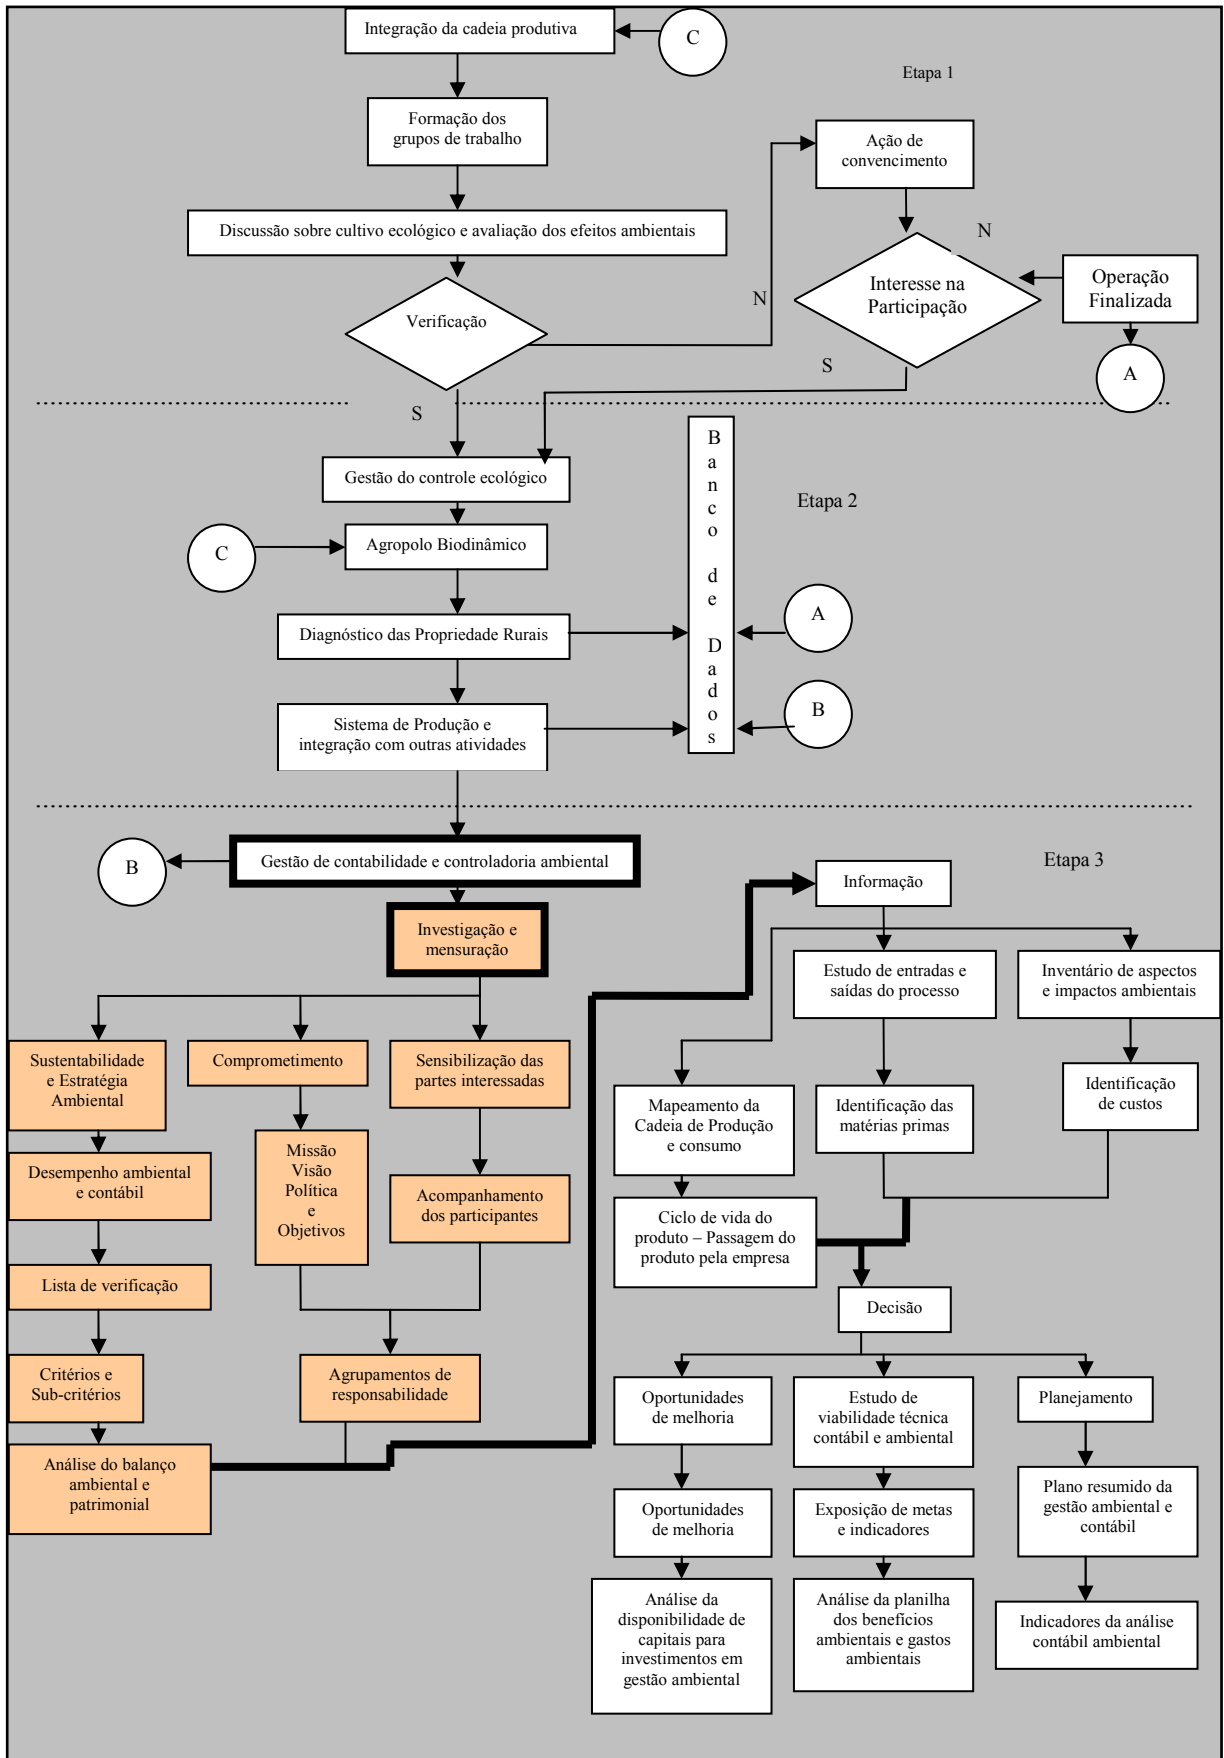 Integração da cadeia produtiva
C
Etapa 1
Formação dos
grupos de trabalho
Ação de
convencimento
Discussão sobre cultivo ecológico e avaliação dos efeitos ambientais
N
Verificação
N
Interesse na
Participação
Operação
Finalizada
A
S
S
Gestão do controle ecológico
Banco de Dados
Etapa 2
C
Agropolo Biodinâmico
Diagnóstico das Propriedade Rurais
A
Sistema de Produção e
integração com outras atividades
B
B
Gestão de contabilidade e controladoria ambiental
Etapa 3
Investigação e
mensuração
Informação
Estudo de entradas e
saídas do processo
Inventário de aspectos
e impactos ambientais
Sustentabilidade
e Estratégia
Ambiental
Comprometimento
Sensibilização das
partes interessadas
Mapeamento da
Cadeia de Produção
e consumo
Identificação das
matérias primas
Identificação
de custos
Desempenho ambiental
e contábil
Missão
Visão
Política
e
Objetivos
Acompanhamento
dos participantes
Ciclo de vida do
produto – Passagem do
produto pela empresa
Lista de verificação
Decisão
Critérios e
Sub-critérios
Agrupamentos de
responsabilidade
Oportunidades
de melhoria
Estudo de
viabilidade técnica
contábil e ambiental
Planejamento
Análise do balanço
ambiental e
patrimonial
Oportunidades
de melhoria
Exposição de metas
e indicadores
Plano resumido da
gestão ambiental e
contábil
Análise da
disponibilidade de
capitais para
investimentos em
gestão ambiental
Análise da planilha
dos benefícios
ambientais e gastos
ambientais
Indicadores da análise
contábil ambiental